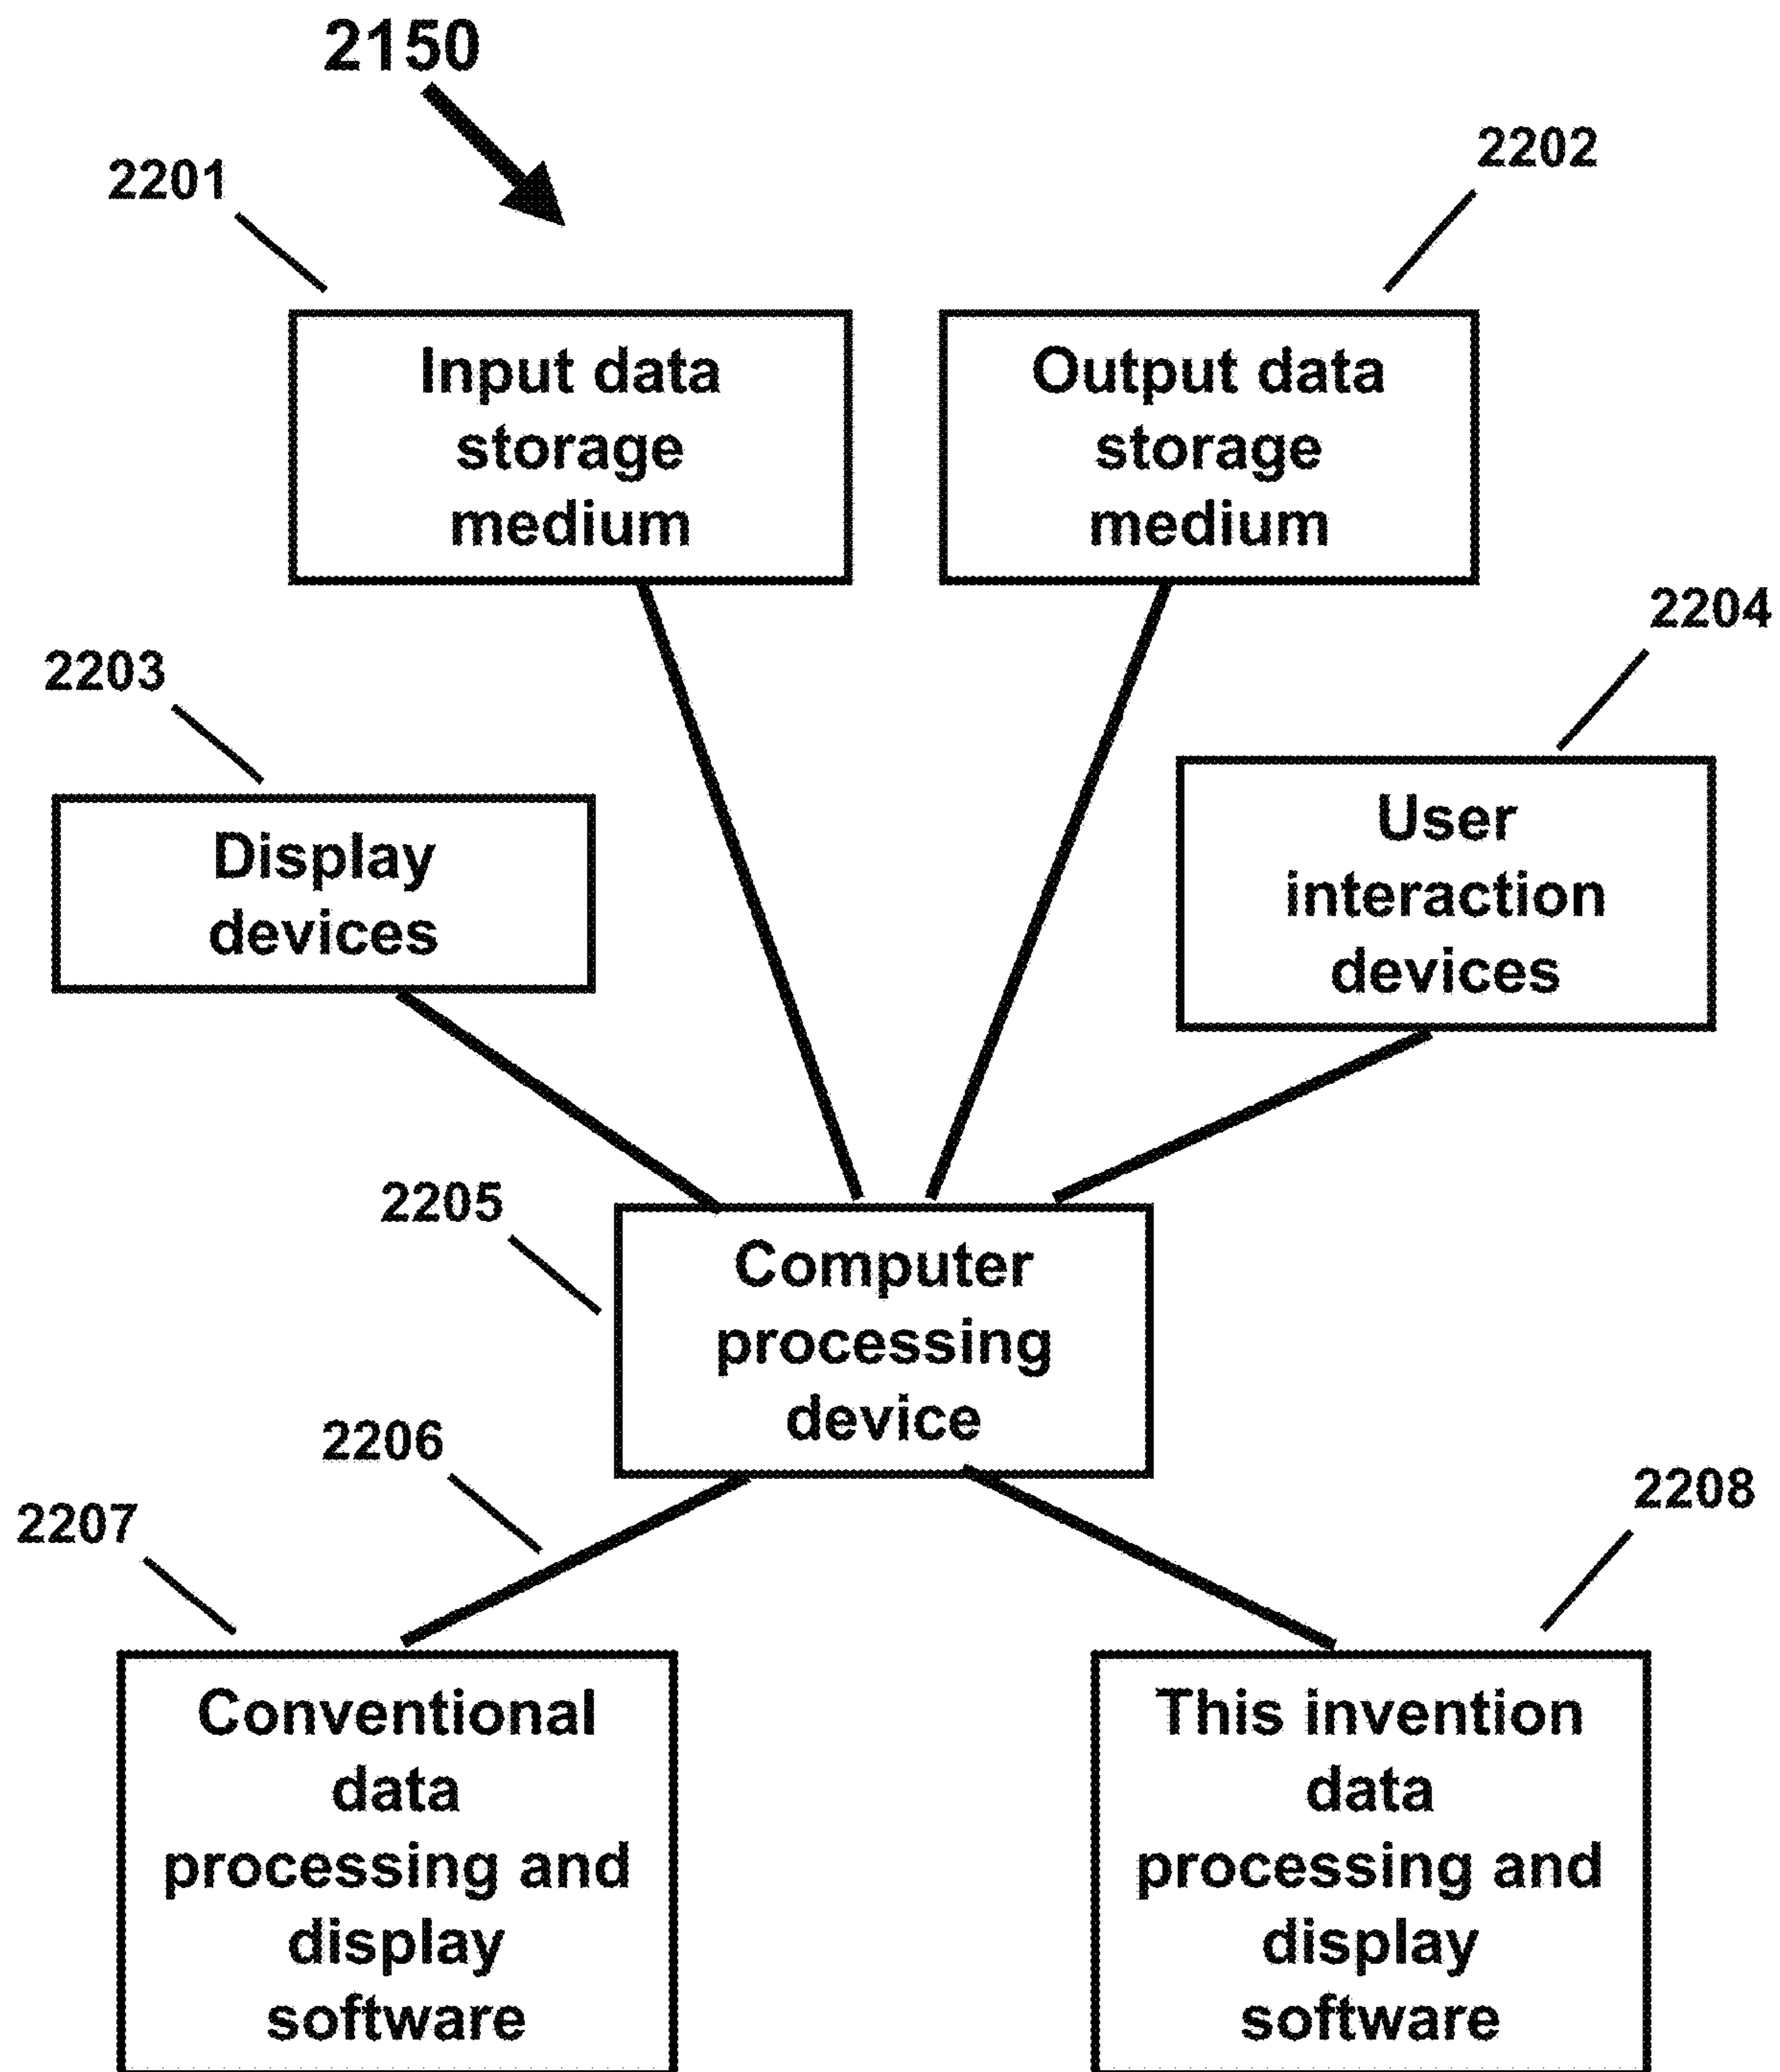 2150
2201
2202
Input data
storage
medium
Output data
storage
medium
2203
2204
Display
devices
User
interaction
devices
2205
Computer
processing
device
2206
2207
2208
Conventional
data
processing and
display
software
This invention
data
processing and
display
software